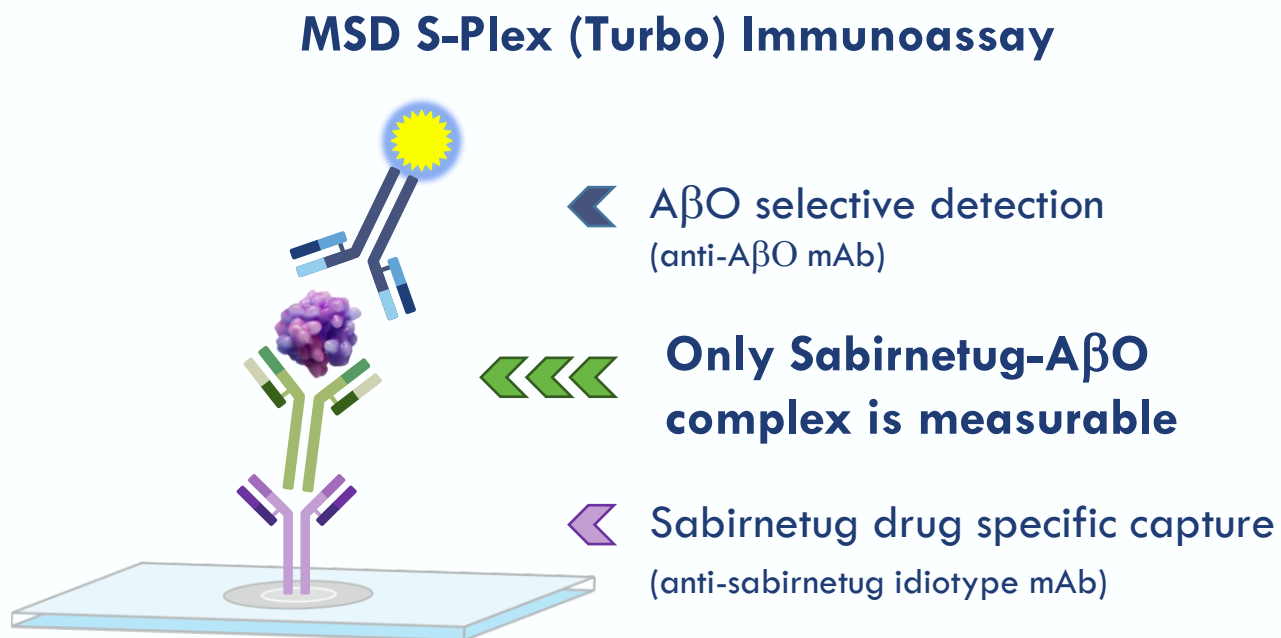 MSD S-Plex (Turbo) Immunoassay
AβO selective detection
(anti-AβO mAb)
Only Sabirnetug-AβO
complex is measurable
Sabirnetug drug specific capture
(anti-sabirnetug idiotype mAb)